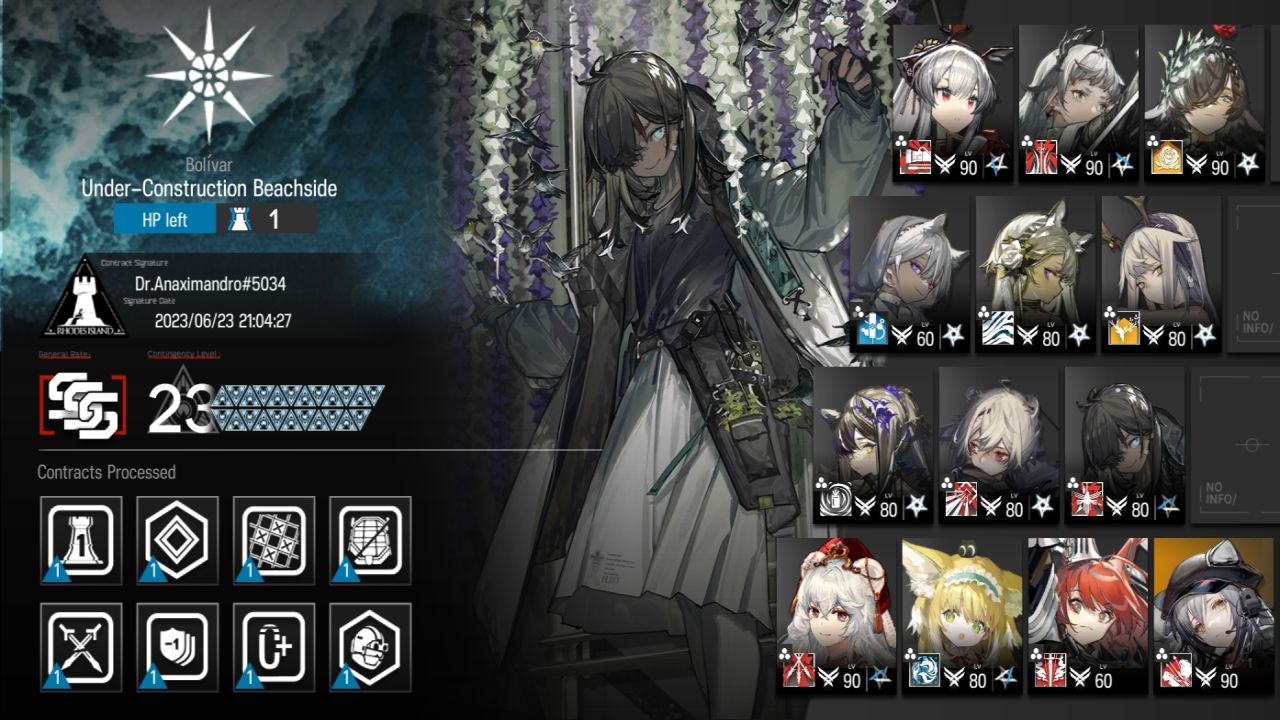 Bolívar
Under-Construction Beachside
HP left 1
Contract Signature
Dr.Anaximandro#5034
Signature Date
2023/06/23 21:04:27
RHODES ISLAND
General Rate:
Contingency Level:
SSS
23
Contracts Processed
1
1
1
1
1
1
-1
1
1
1
LV 90
LV 90
LV 90
LV 60
LV 80
LV 80
NO INFO/
LV 80
LV 80
LV 80
NO INFO/
LV 90
LV 80
LV 60
LV 90